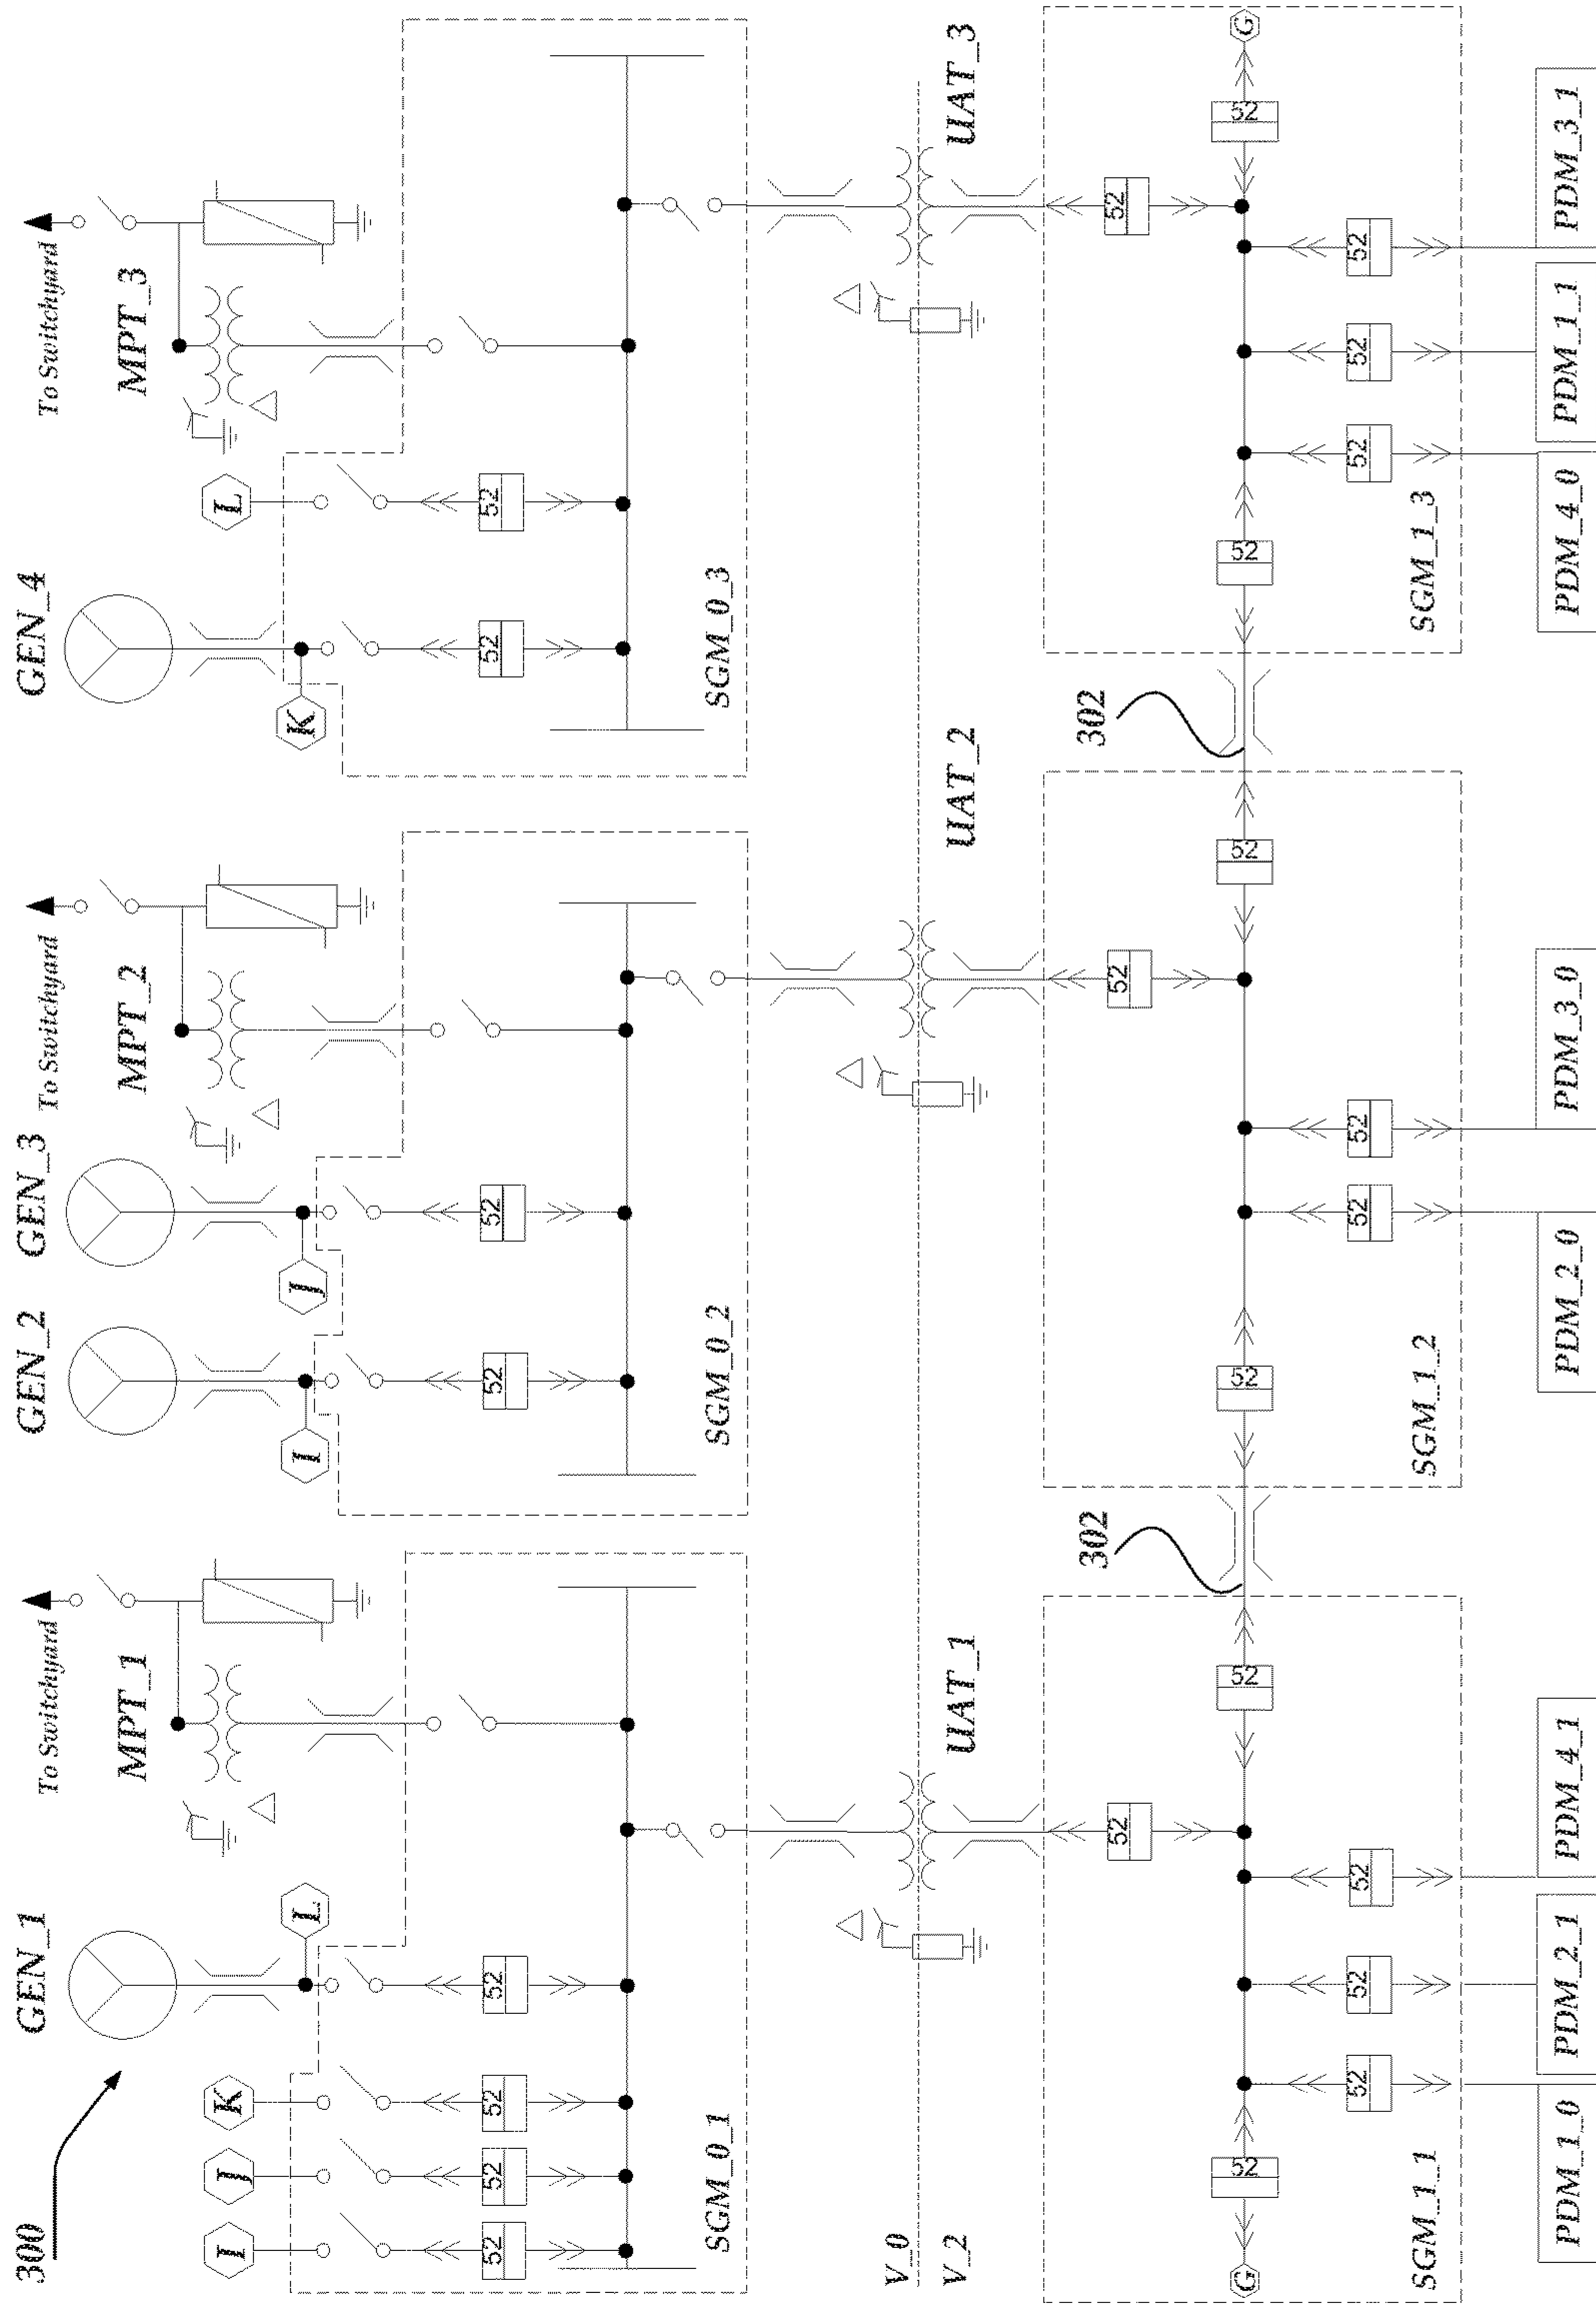 300
GEN_1
GEN_2
GEN_3
GEN_4
To Switchyard
To Switchyard
To Switchyard
MPT_1
MPT_2
MPT_3
I
J
K
L
L
I
J
K
52
52
52
52
52
52
52
52
SGM_0_1
SGM_0_2
SGM_0_3
V_0
V_2
UAT_1
UAT_2
UAT_3
302
302
52
52
52
G
52
52
52
52
52
52
G
52
52
52
52
52
52
52
52
SGM_1_1
SGM_1_2
SGM_1_3
PDM_1_0
PDM_2_1
PDM_4_1
PDM_2_0
PDM_3_0
PDM_4_0
PDM_1_1
PDM_3_1